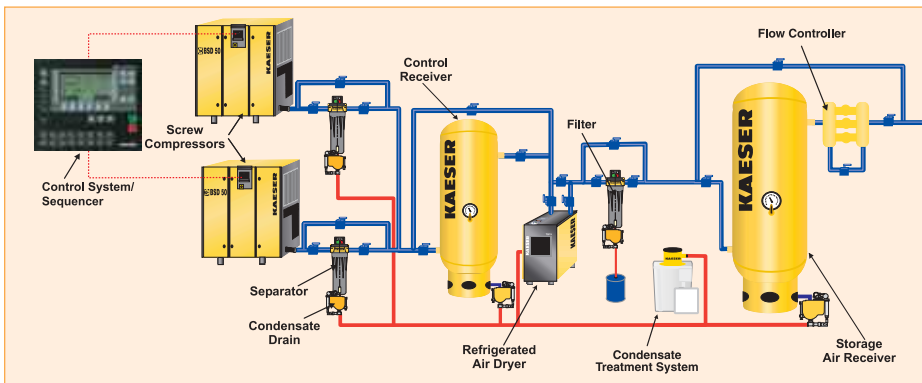 BSD 50
KAESER
Screw
Compressors
Control System/
Sequencer
BSD 50
KAESER
Separator
Condensate
Drain
Control
Receiver
KAESER
KAESER
Refrigerated
Air Dryer
Filter
KAESER
Condensate
Treatment System
Flow Controller
KAESER
Storage
Air Receiver